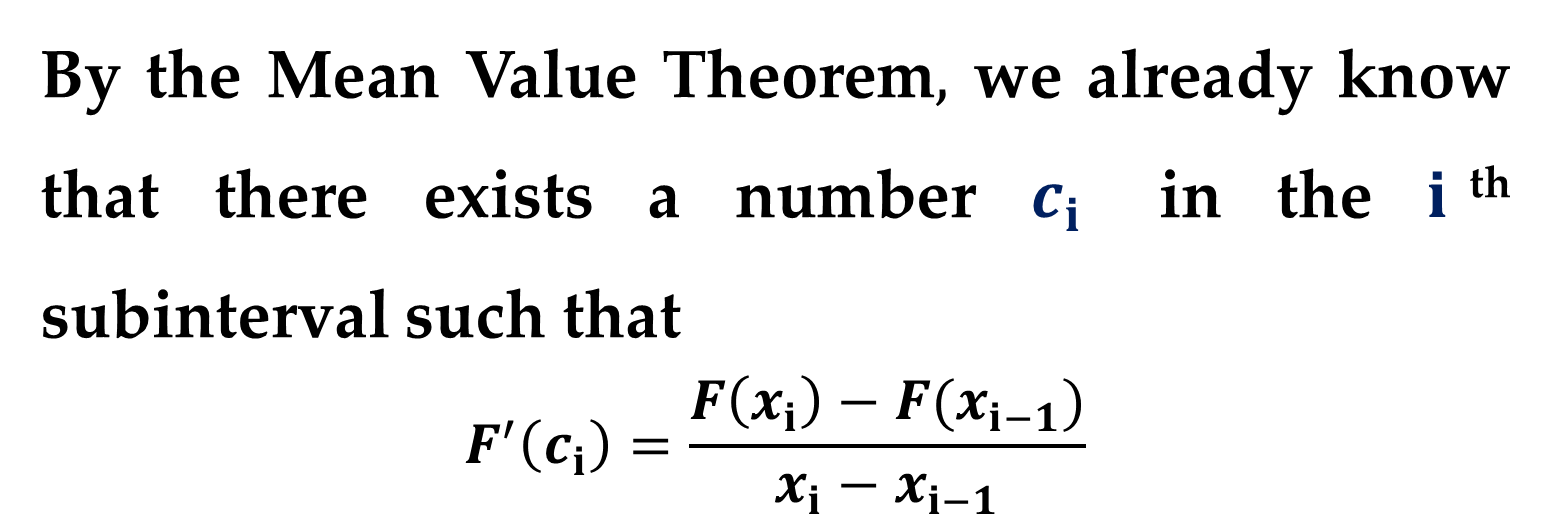 By the Mean Value Theorem, we already know
that there exists a number cᵢ in the i ᵗʰ
subinterval such that
F′(cᵢ) = (F(xᵢ) − F(xᵢ₋₁)) / (xᵢ − xᵢ₋₁)